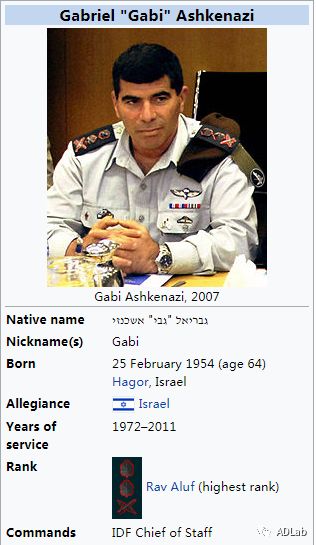 Gabriel "Gabi" Ashkenazi
Gabi Ashkenazi, 2007
Native name גבריאל "גבי" אשכנזי
Nickname(s) Gabi
Born 25 February 1954 (age 64)
Hagor, Israel
Allegiance Israel
Years of service 1972–2011
Rank Rav Aluf (highest rank)
Commands IDF Chief of Staff
ADLab